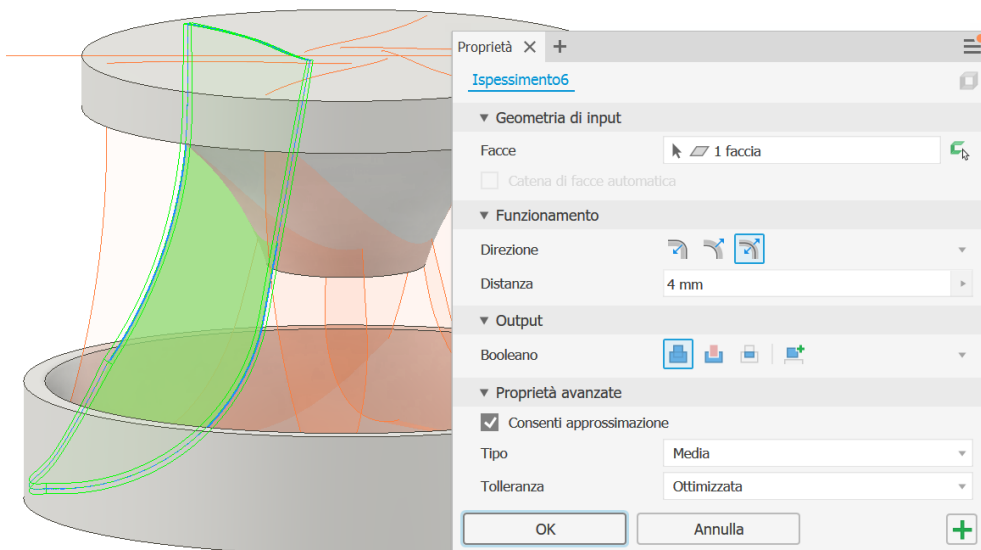 Proprietà
Ispessimento6
Geometria di input
Facce 1 faccia
Catena di facce automatica
Funzionamento
Direzione
Distanza 4 mm
Output
Booleano
Proprietà avanzate
Consenti approssimazione
Tipo Media
Tolleranza Ottimizzata
OK Annulla